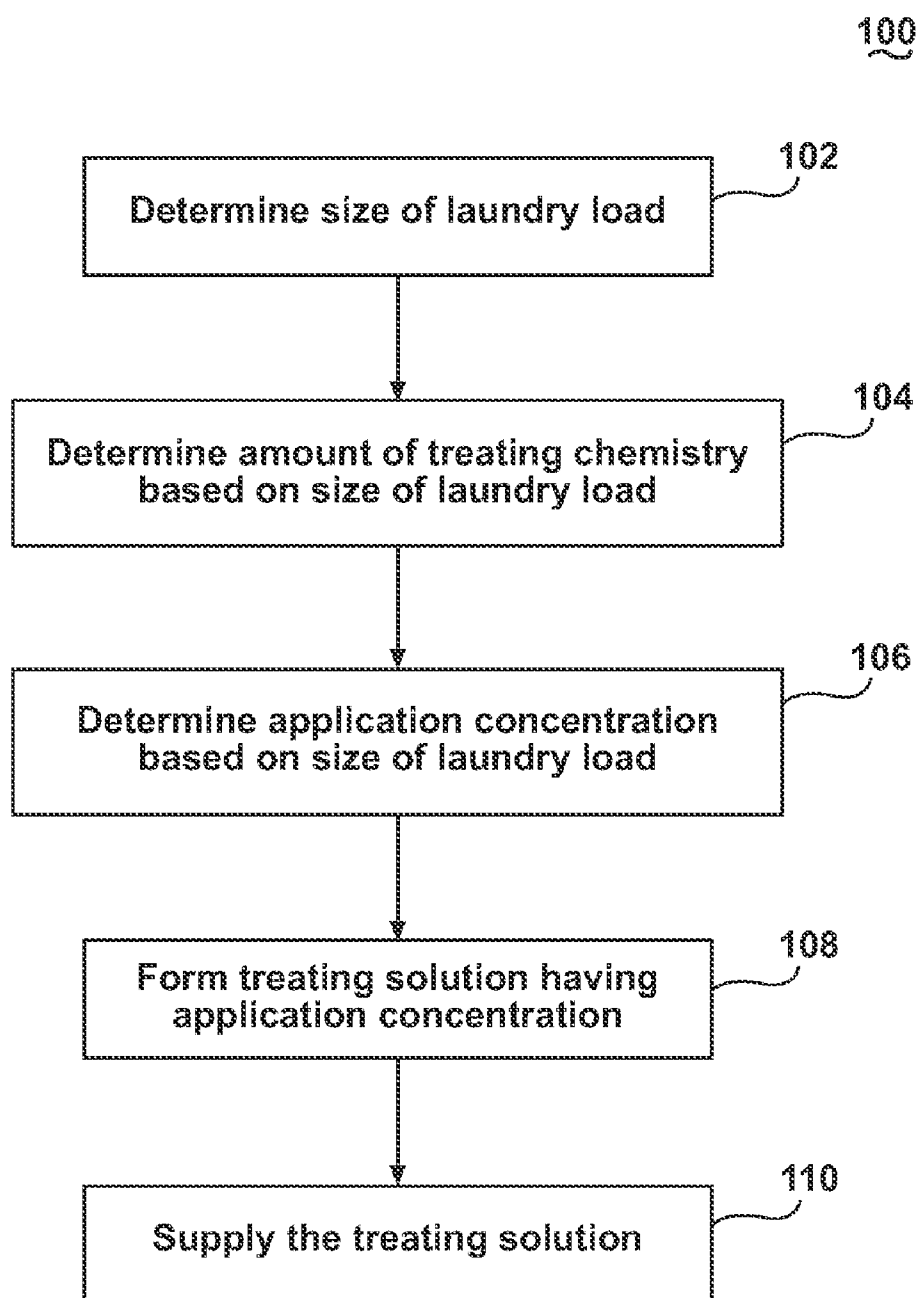 100
102
Determine size of laundry load
104
Determine amount of treating chemistry
based on size of laundry load
106
Determine application concentration
based on size of laundry load
108
Form treating solution having
application concentration
110
Supply the treating solution